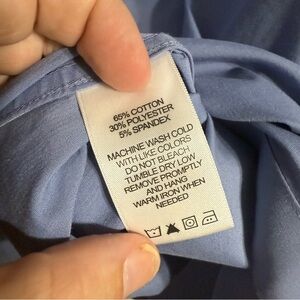 65% COTTON
30% POLYESTER
5% SPANDEX
MACHINE WASH COLD
WITH LIKE COLORS
DO NOT BLEACH
TUMBLE DRY LOW
REMOVE PROMPTLY
AND HANG
WARM IRON WHEN
NEEDED